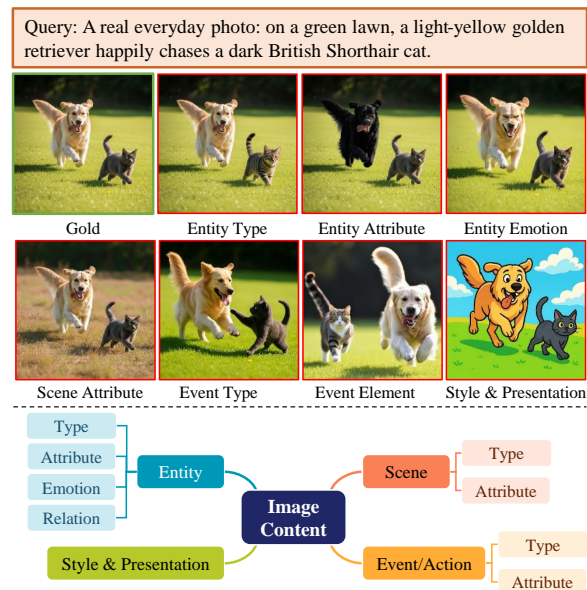 Query: A real everyday photo: on a green lawn, a light-yellow golden
retriever happily chases a dark British Shorthair cat.
Gold
Entity Type
Entity Attribute
Entity Emotion
Scene Attribute
Event Type
Event Element
Style & Presentation
Type
Attribute
Emotion
Relation
Entity
Style & Presentation
Image
Content
Scene
Type
Attribute
Event/Action
Type
Attribute